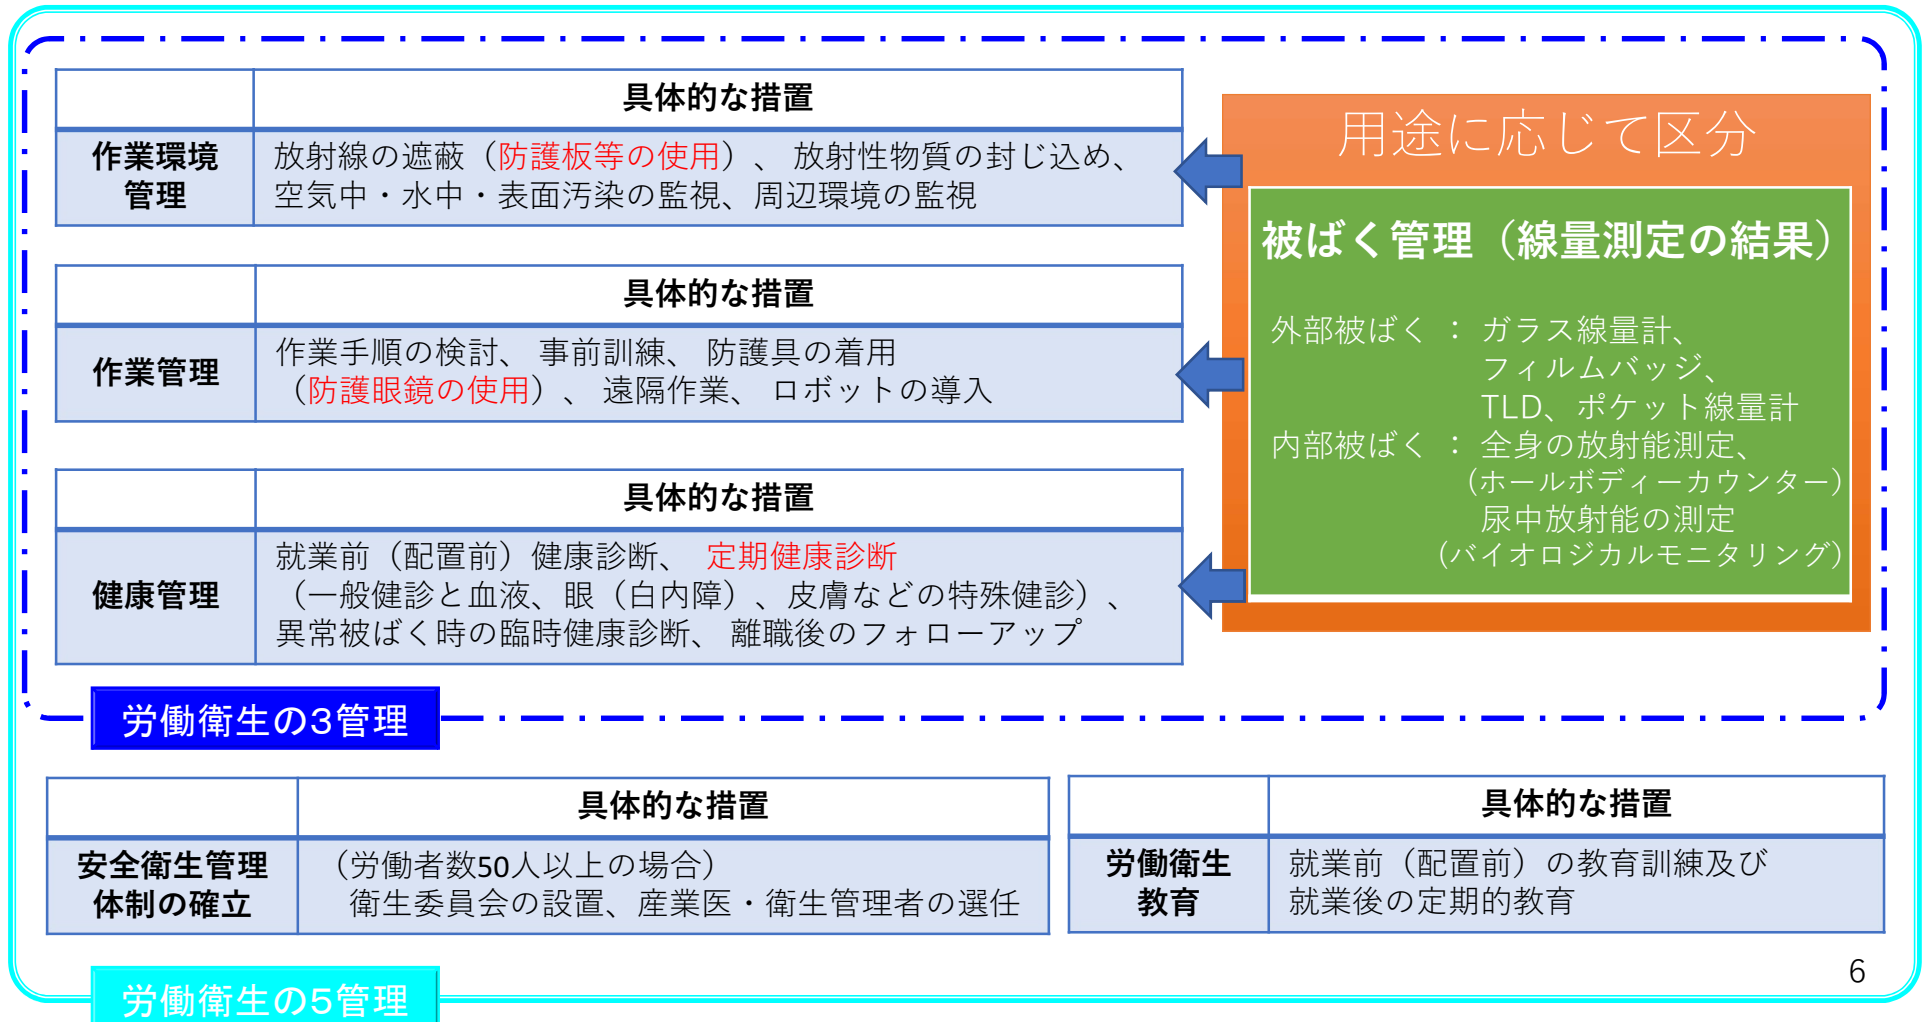 具体的な措置
作業環境
管理
放射線の遮蔽（防護板等の使用）、 放射性物質の封じ込め、
空気中・水中・表面汚染の監視、周辺環境の監視
具体的な措置
作業管理
作業手順の検討、 事前訓練、 防護具の着用
（防護眼鏡の使用）、 遠隔作業、 ロボットの導入
具体的な措置
健康管理
就業前（配置前）健康診断、 定期健康診断
（一般健診と血液、眼（白内障）、皮膚などの特殊健診）、
異常被ばく時の臨時健康診断、 離職後のフォローアップ
用途に応じて区分
被ばく管理（線量測定の結果）
外部被ばく ： ガラス線量計、
フィルムバッジ、
TLD、ポケット線量計
内部被ばく ： 全身の放射能測定、
（ホールボディーカウンター）
尿中放射能の測定
（バイオロジカルモニタリング）
労働衛生の3管理
具体的な措置
安全衛生管理
体制の確立
（労働者数50人以上の場合）
衛生委員会の設置、産業医・衛生管理者の選任
具体的な措置
労働衛生
教育
就業前（配置前）の教育訓練及び
就業後の定期的教育
6
労働衛生の5管理